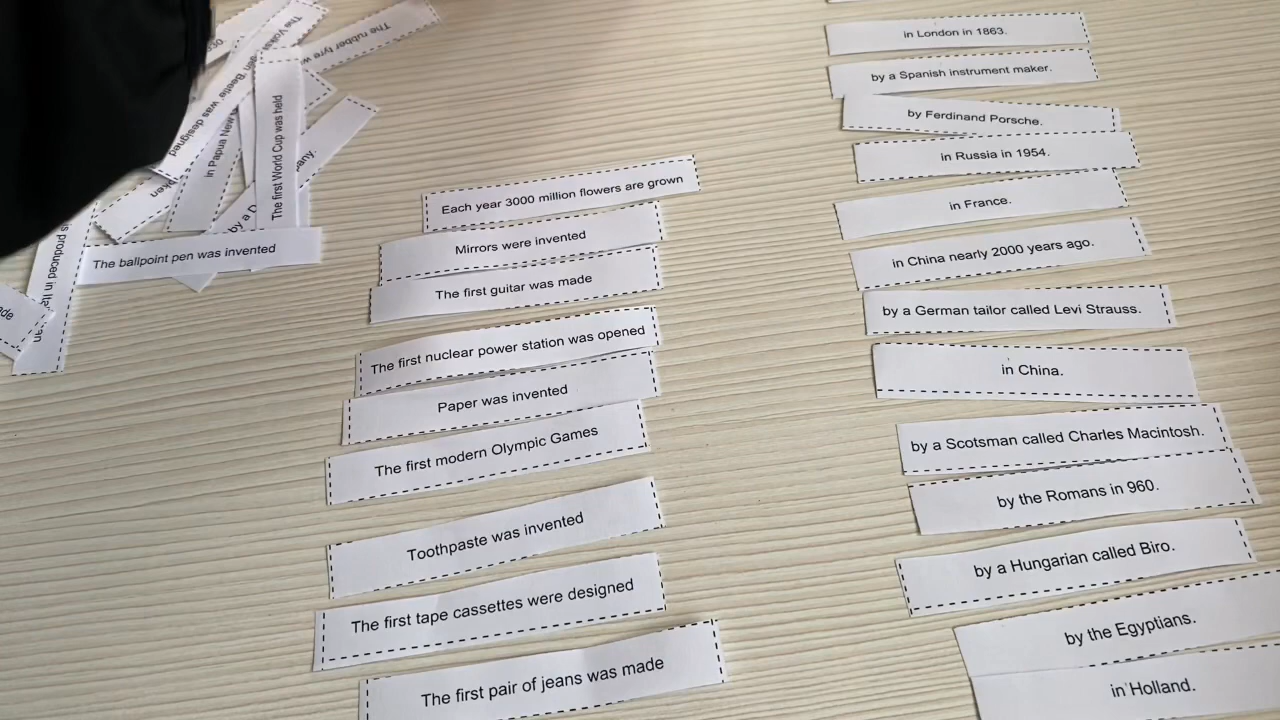 The rubber tyre w
Beetle was designed
in Papua New
The first World Cup was held
any.
by a
The ballpoint pen was invented
s produced in
Each year 3000 million flowers are grown
Mirrors were invented
The first guitar was made
The first nuclear power station was opened
Paper was invented
The first modern Olympic Games
Toothpaste was invented
The first tape cassettes were designed
The first pair of jeans was made
in London in 1863.
by a Spanish instrument maker.
by Ferdinand Porsche.
in Russia in 1954.
in France.
in China nearly 2000 years ago.
by a German tailor called Levi Strauss.
in China.
by a Scotsman called Charles Macintosh.
by the Romans in 960.
by a Hungarian called Biro.
by the Egyptians.
in Holland.